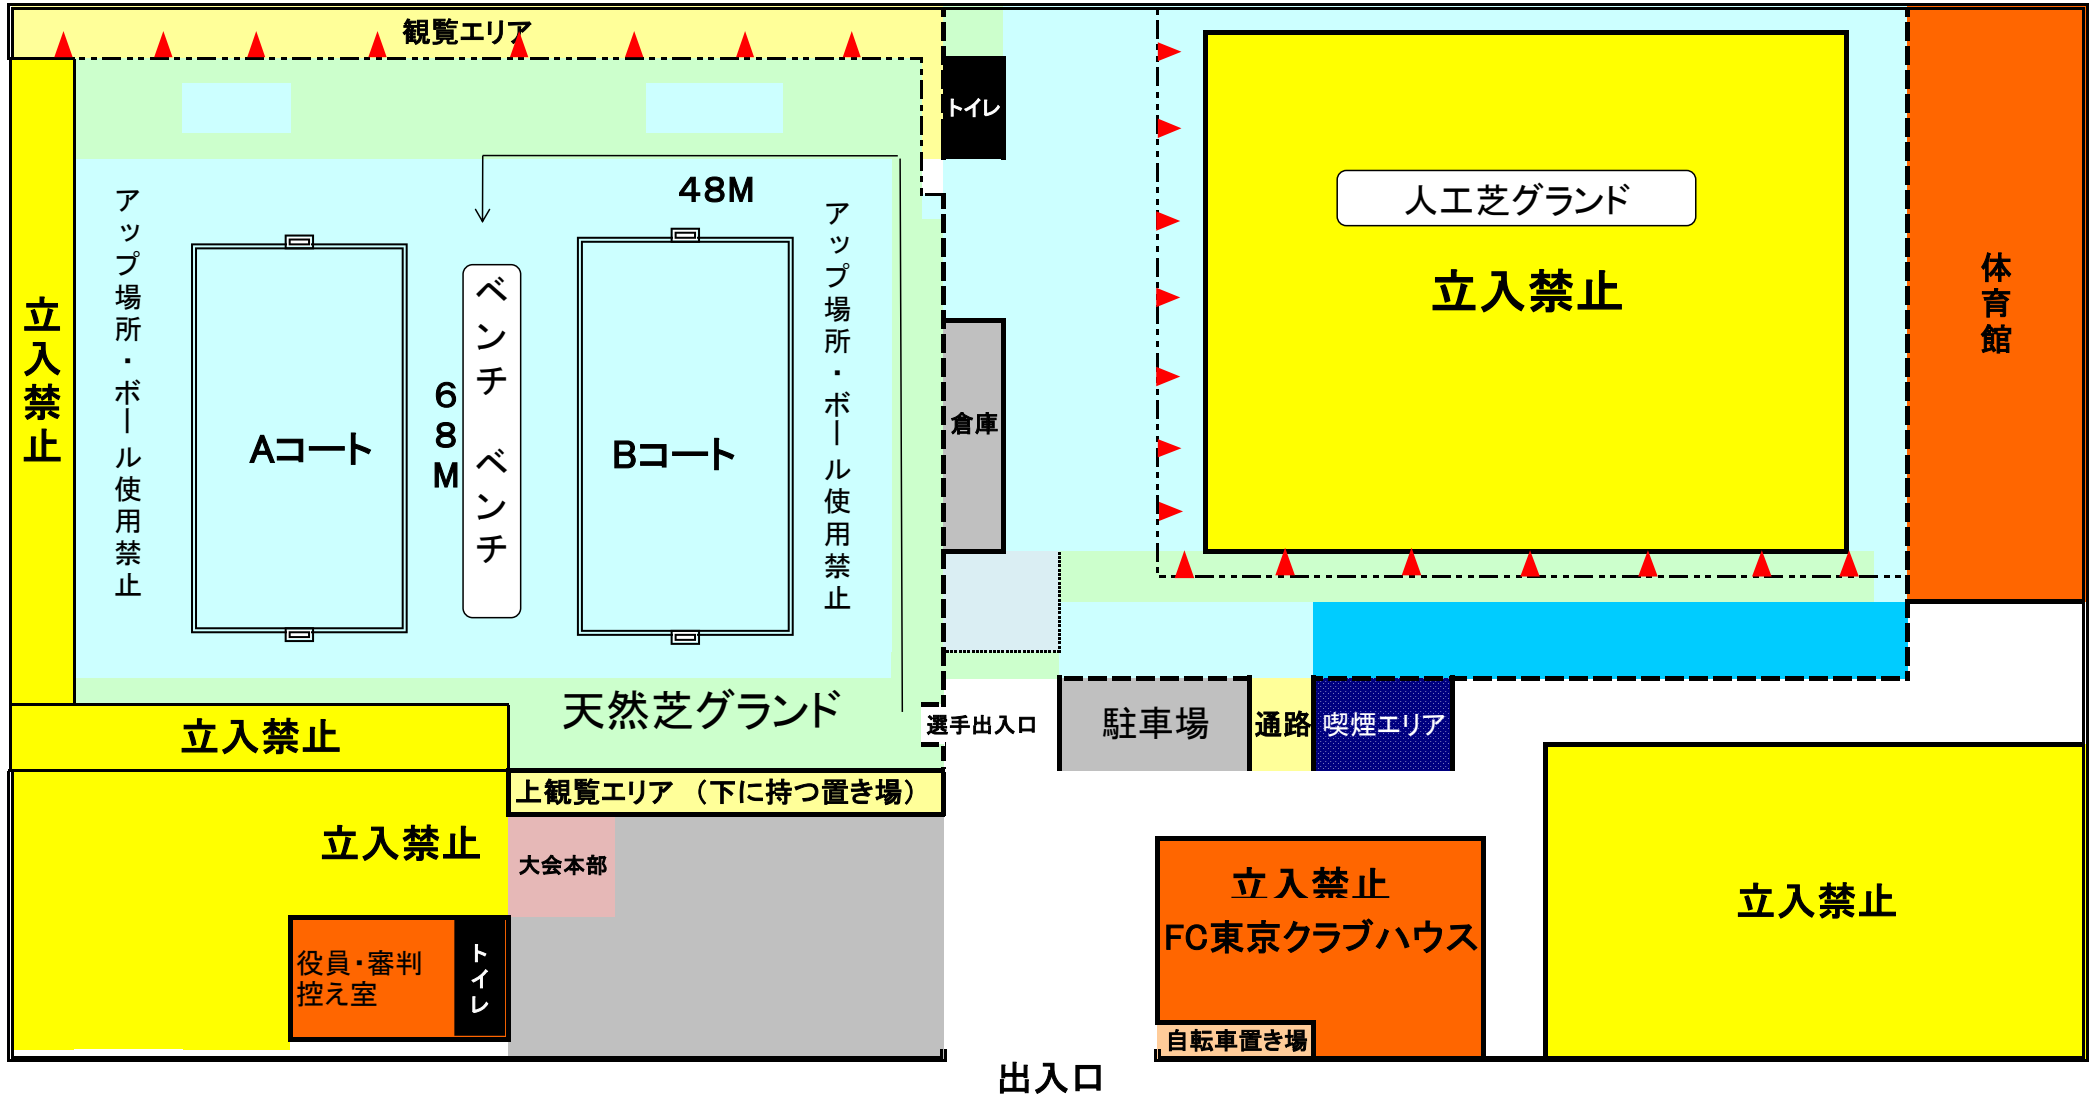 観覧エリア
トイレ
48M
人工芝グランド
立入禁止
体育館
立入禁止
アップ場所・ボール使用禁止
Aコート
68M
ベンチ ベンチ
Bコート
アップ場所・ボール使用禁止
倉庫
天然芝グランド
選手出入口
駐車場
通路
喫煙エリア
立入禁止
上観覧エリア （下に持つ置き場）
立入禁止
大会本部
立入禁止
FC東京クラブハウス
立入禁止
役員・審判
控え室
トイレ
自転車置き場
出入口